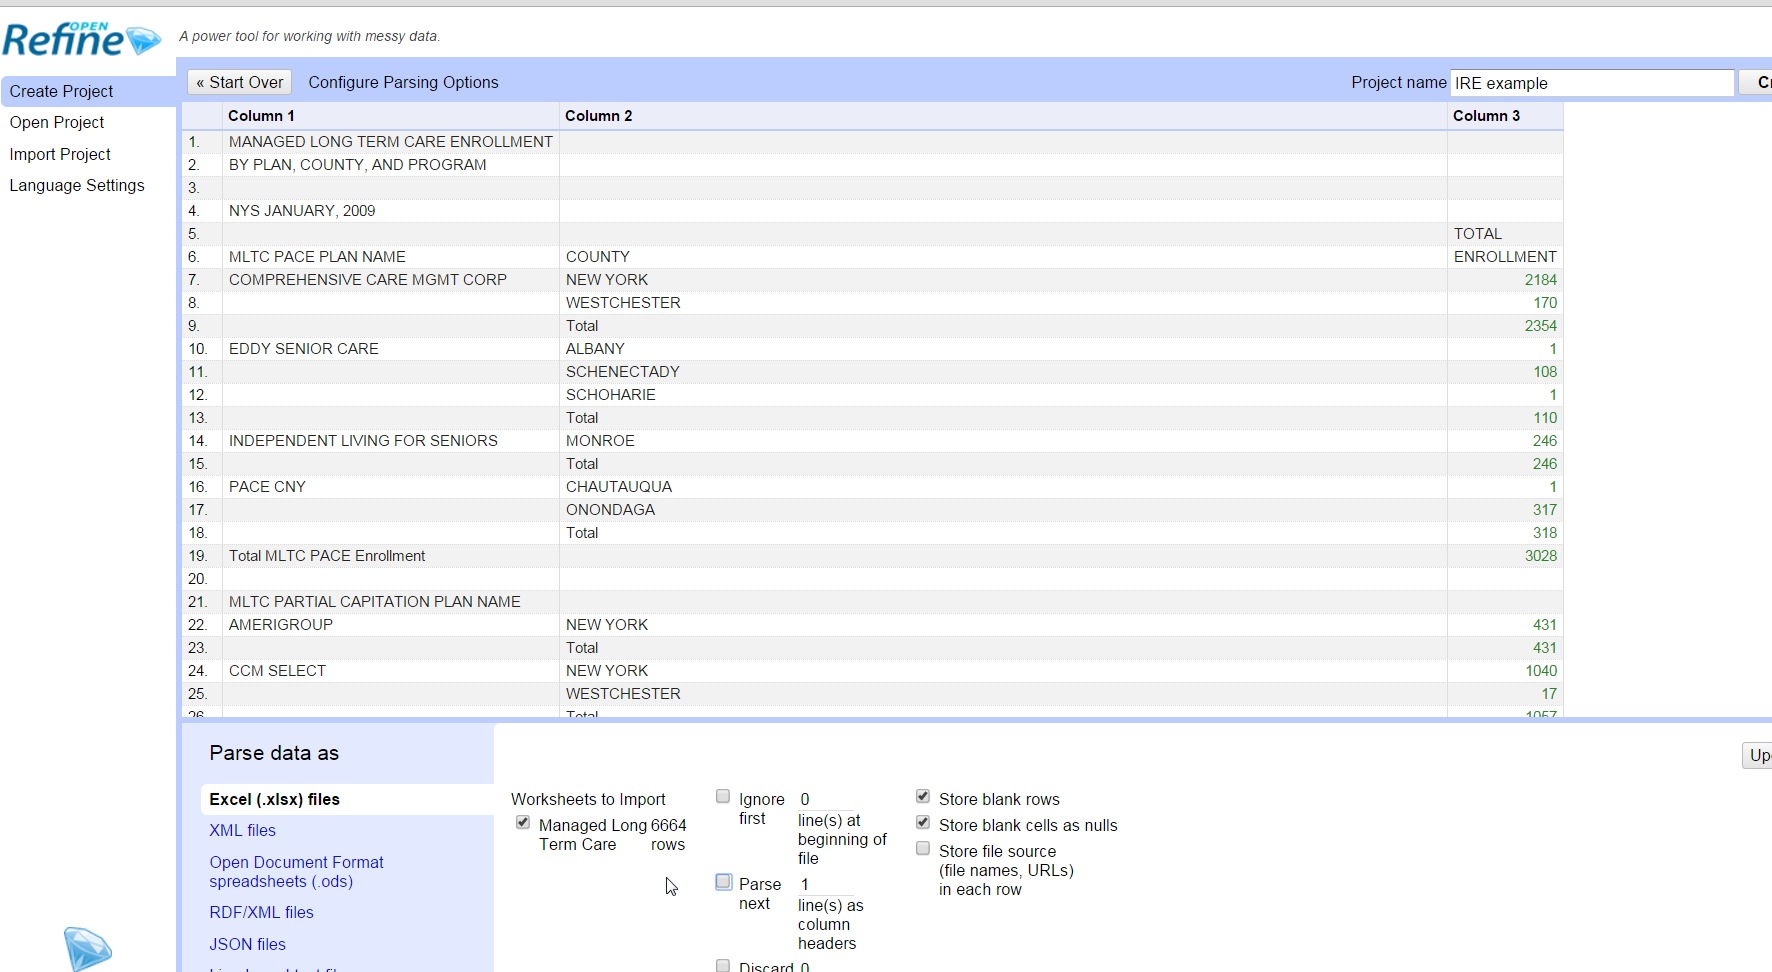 OPEN
Refine
A power tool for working with messy data.
Create Project
Open Project
Import Project
Language Settings
« Start Over Configure Parsing Options Project name IRE example
Column 1 Column 2 Column 3
1. MANAGED LONG TERM CARE ENROLLMENT
2. BY PLAN, COUNTY, AND PROGRAM
3.
4. NYS JANUARY, 2009
5. TOTAL
6. MLTC PACE PLAN NAME COUNTY ENROLLMENT
7. COMPREHENSIVE CARE MGMT CORP NEW YORK 2184
8. WESTCHESTER 170
9. Total 2354
10. EDDY SENIOR CARE ALBANY 1
11. SCHENECTADY 108
12. SCHOHARIE 1
13. Total 110
14. INDEPENDENT LIVING FOR SENIORS MONROE 246
15. Total 246
16. PACE CNY CHAUTAUQUA 1
17. ONONDAGA 317
18. Total 318
19. Total MLTC PACE Enrollment 3028
20.
21. MLTC PARTIAL CAPITATION PLAN NAME
22. AMERIGROUP NEW YORK 431
23. Total 431
24. CCM SELECT NEW YORK 1040
25. WESTCHESTER 17
26. Total 1057
Parse data as
Excel (.xlsx) files
XML files
Open Document Format
spreadsheets (.ods)
RDF/XML files
JSON files
Worksheets to Import
Managed Long 6664
Term Care rows
Ignore 0
first line(s) at
beginning of
file
Parse 1
next line(s) as
column
headers
Discard 0
Store blank rows
Store blank cells as nulls
Store file source
(file names, URLs)
in each row